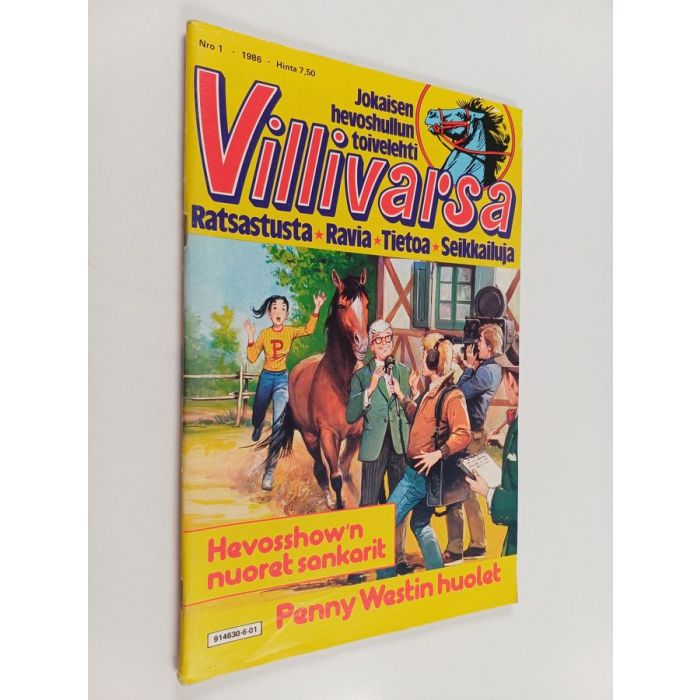 Nro 1 · 1986 · Hinta 7,50
Jokaisen
hevoshullun
toivelehti
Villivarsa
Ratsastusta ★ Ravia ★ Tietoa ★ Seikkailuja
P
Hevosshow'n
nuoret sankarit
Penny Westin huolet
914630-6-01